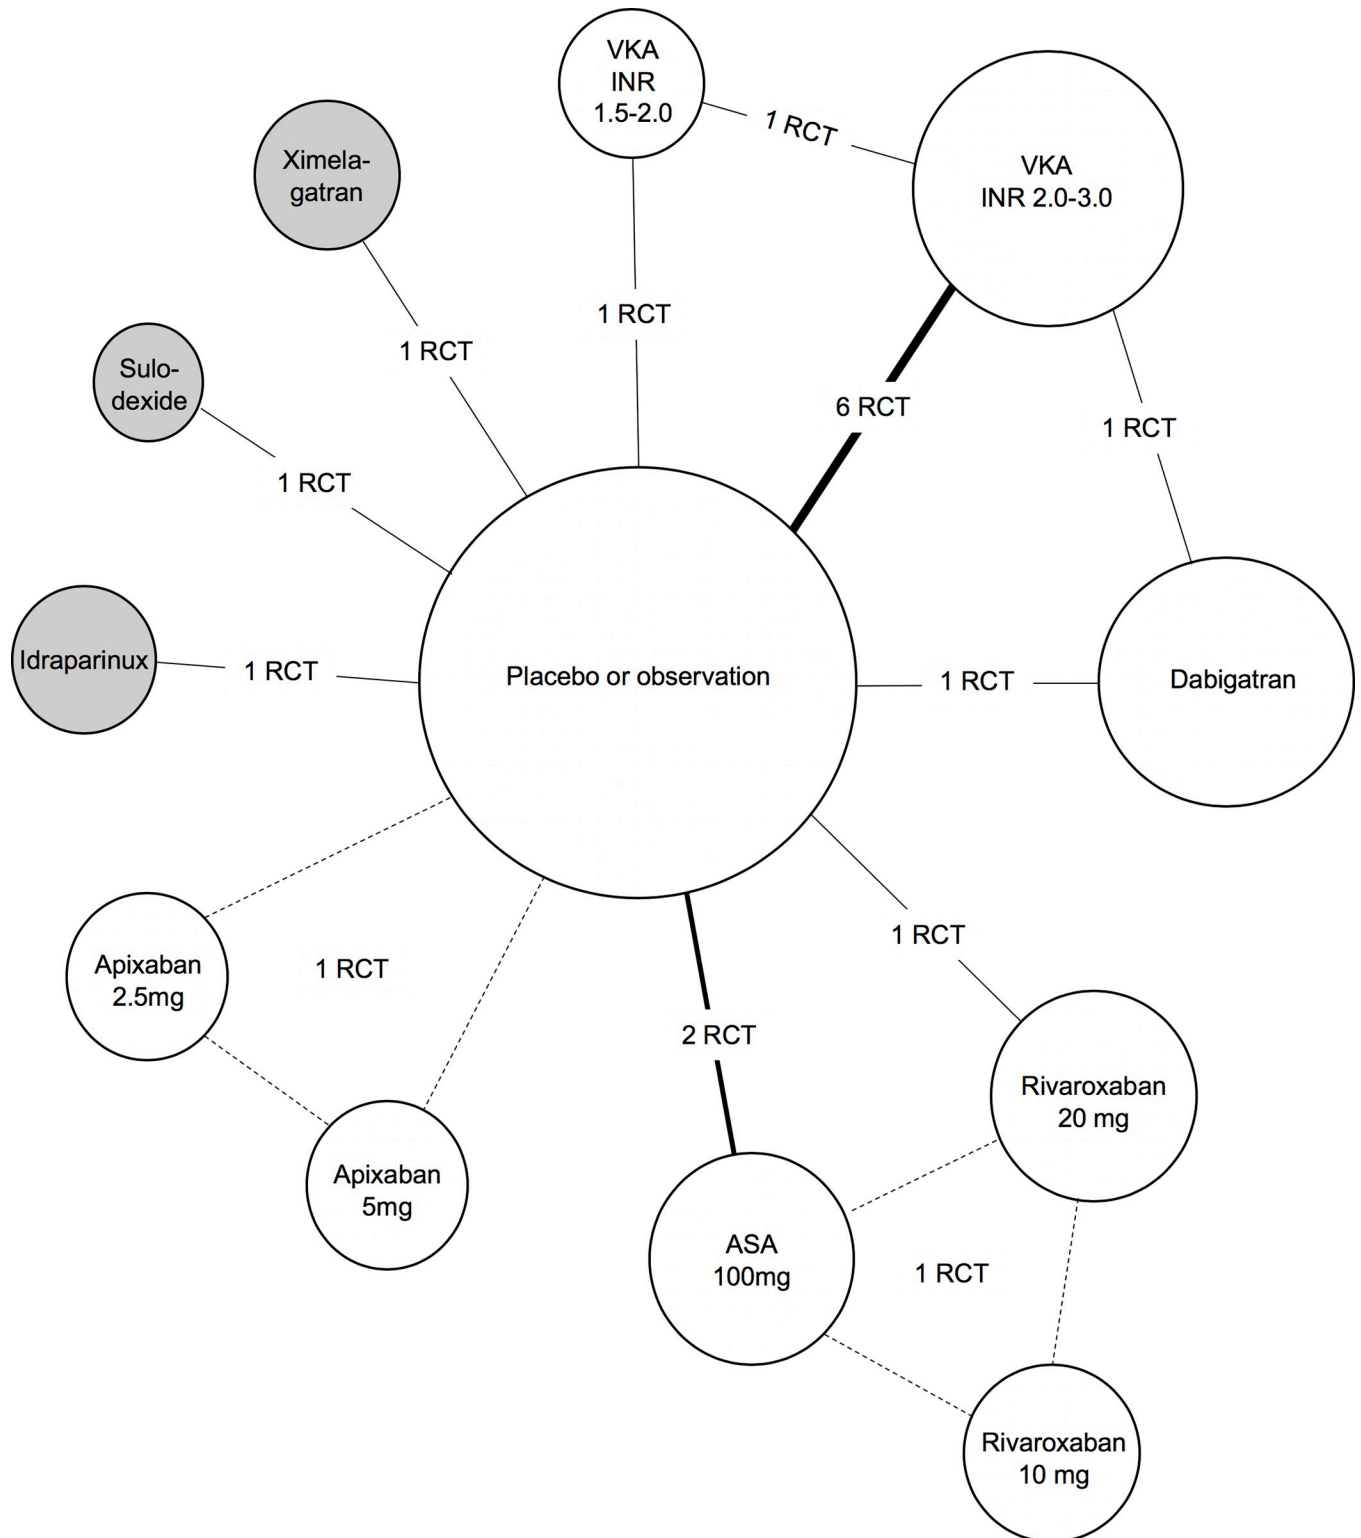 VKA
INR
1.5-2.0
1 RCT
VKA
INR 2.0-3.0
Ximela-
gatran
1 RCT
1 RCT
Sulo-
dexide
1 RCT
6 RCT
1 RCT
Idraparinux
1 RCT
Placebo or observation
1 RCT
Dabigatran
Apixaban
2.5mg
1 RCT
1 RCT
2 RCT
Apixaban
5mg
Rivaroxaban
20 mg
ASA
100mg
1 RCT
Rivaroxaban
10 mg